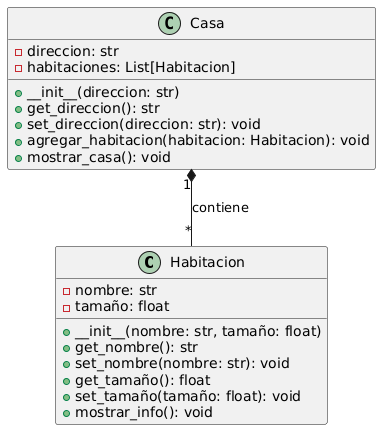 C Casa
direccion: str
habitaciones: List[Habitacion]
__init__(direccion: str)
get_direccion(): str
set_direccion(direccion: str): void
agregar_habitacion(habitacion: Habitacion): void
mostrar_casa(): void
1
contiene
*
C Habitacion
nombre: str
tamaño: float
__init__(nombre: str, tamaño: float)
get_nombre(): str
set_nombre(nombre: str): void
get_tamaño(): float
set_tamaño(tamaño: float): void
mostrar_info(): void